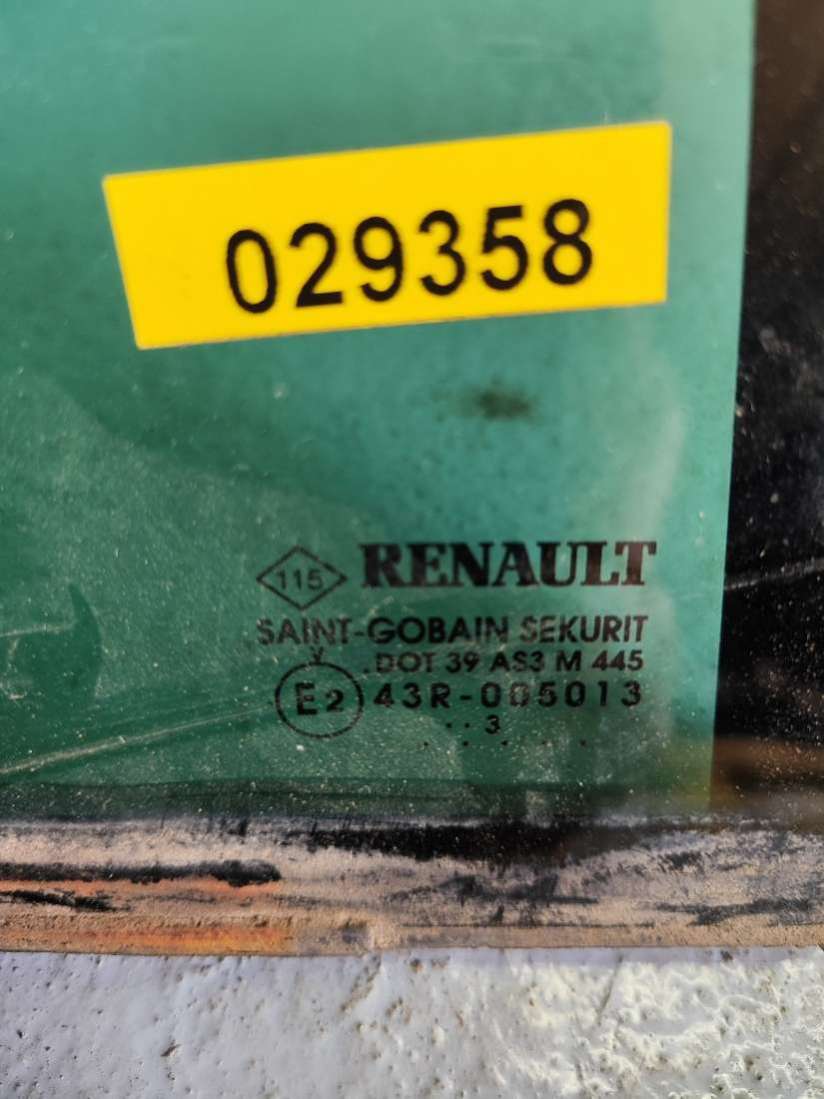 029358
115 RENAULT
SAINT-GOBAIN SEKURIT
.DOT 39 AS3 M 445
E2 43R-005013
.. 3
. . . . .